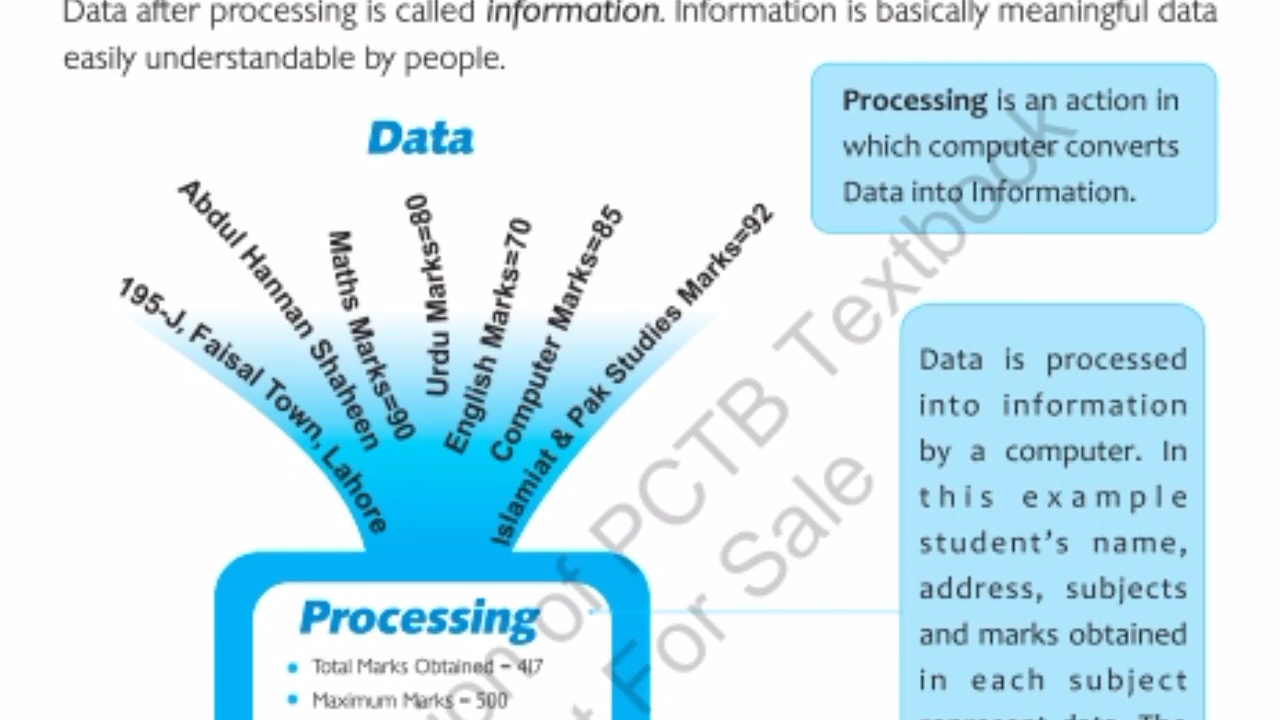 Data after processing is called information. Information is basically meaningful data
easily understandable by people.
Processing is an action in
which computer converts
Data into Information.
Data
195-J, Faisal Town, Lahore
Abdul Hannan Shaheen
Maths Marks=90
Urdu Marks=80
English Marks=70
Computer Marks=85
Islamiat & Pak Studies Marks=92
Processing
• Total Marks Obtained = 417
• Maximum Marks = 500
Data is processed
into information
by a computer. In
this example
student's name,
address, subjects
and marks obtained
in each subject
represent data. The
of PCTB Textbook
For Sale